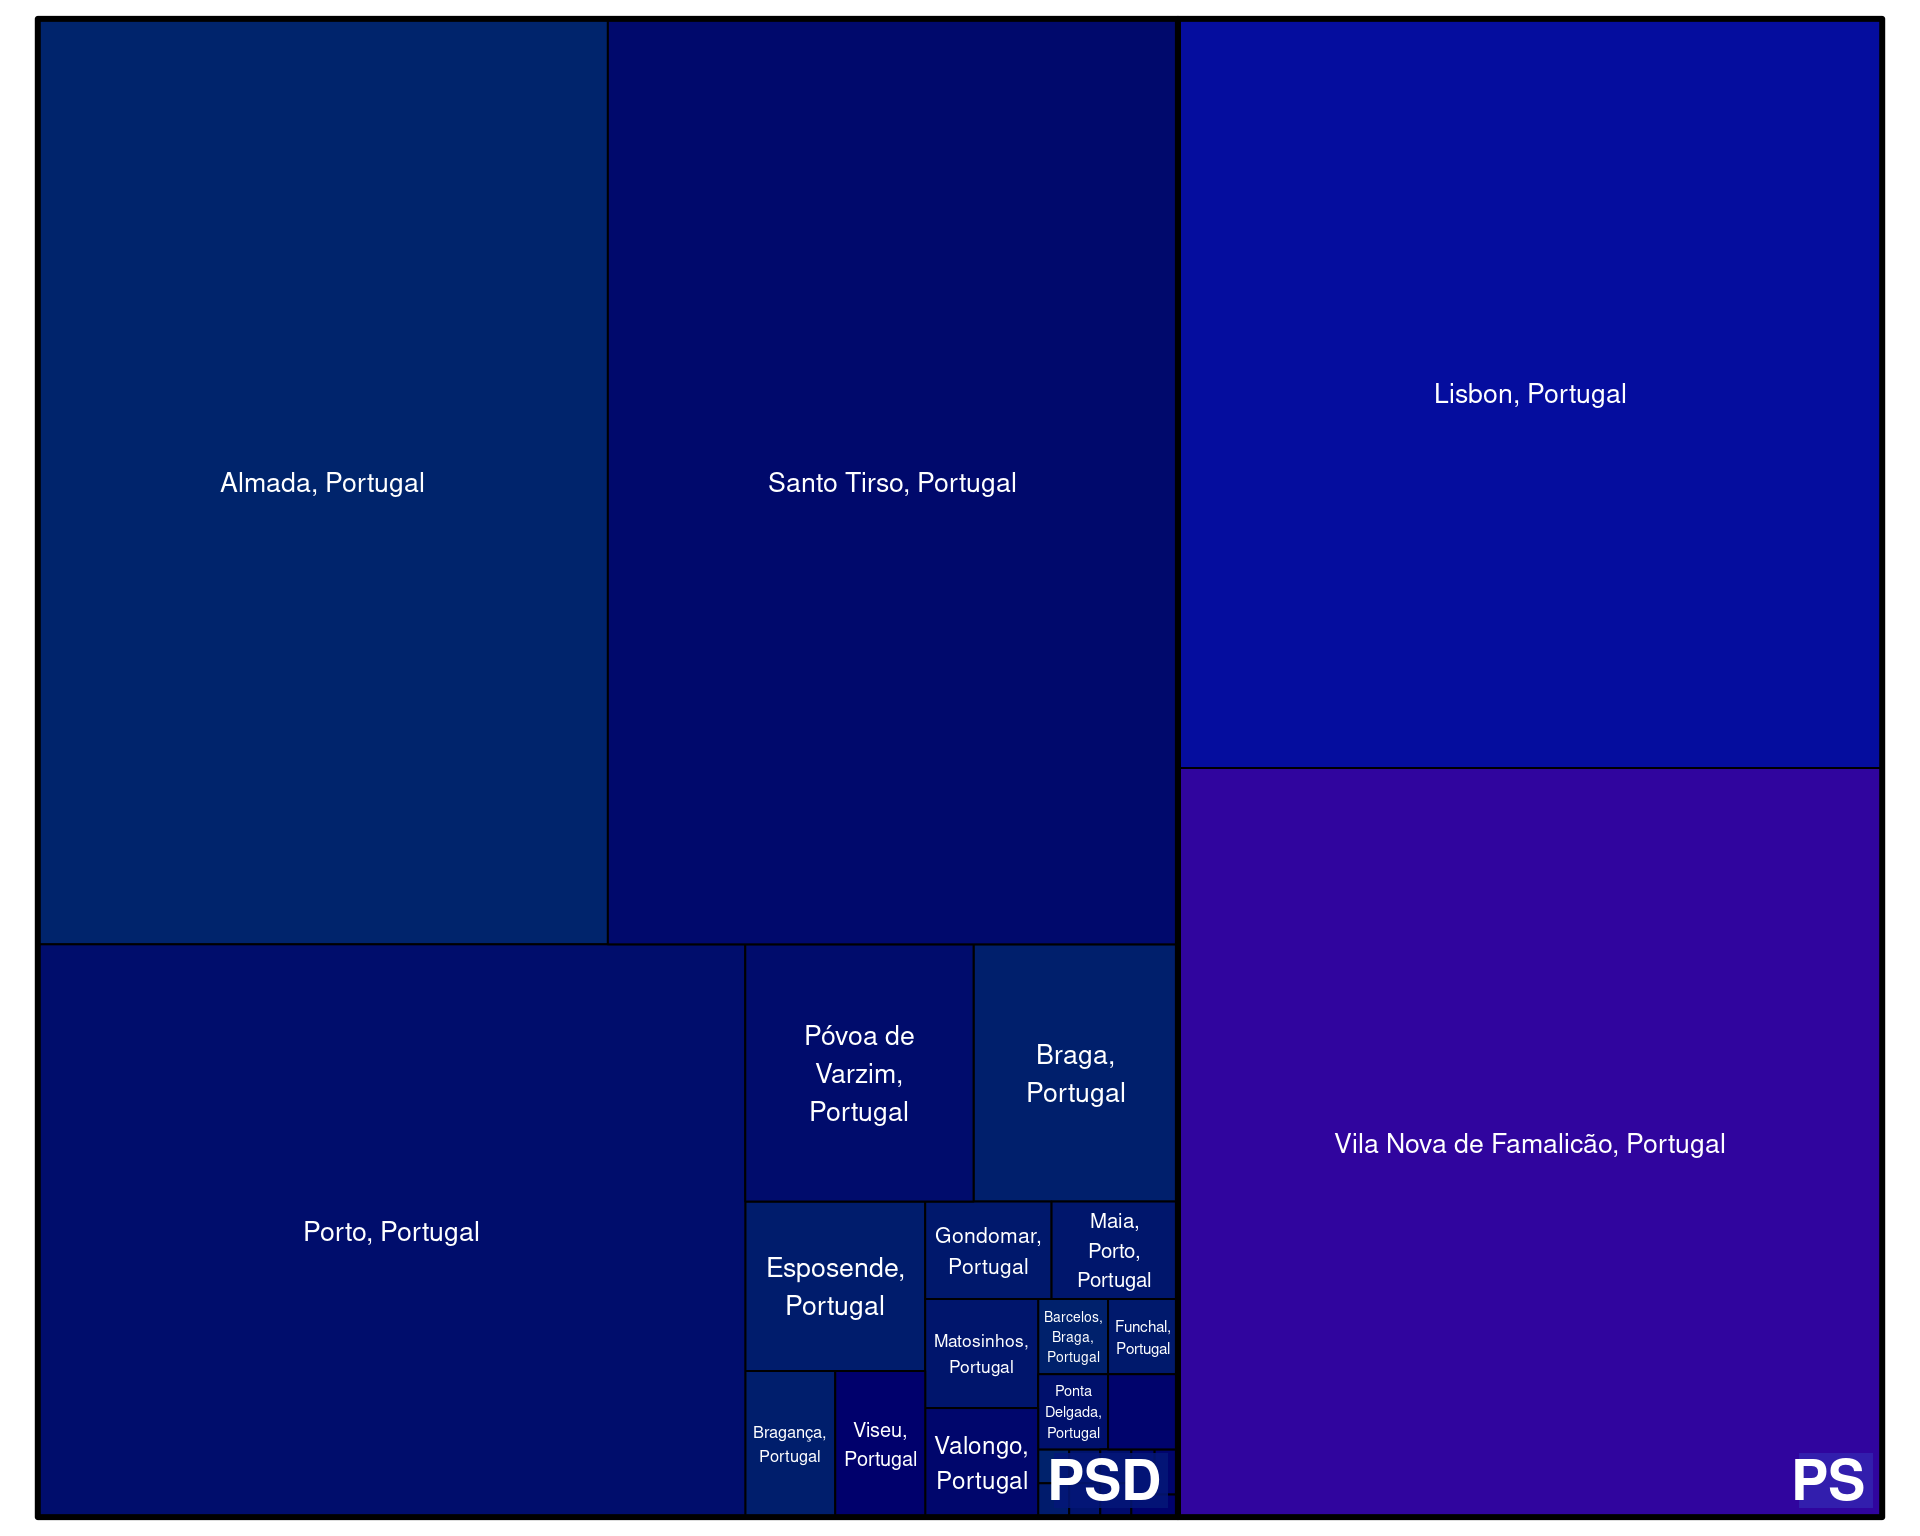 Almada, Portugal
Santo Tirso, Portugal
Lisbon, Portugal
Vila Nova de Famalicão, Portugal
Porto, Portugal
Póvoa de
Varzim,
Portugal
Braga,
Portugal
Esposende,
Portugal
Gondomar,
Portugal
Maia,
Porto,
Portugal
Matosinhos,
Portugal
Barcelos,
Braga,
Portugal
Funchal,
Portugal
Ponta
Delgada,
Portugal
Bragança,
Portugal
Viseu,
Portugal
Valongo,
Portugal
PSD
PS